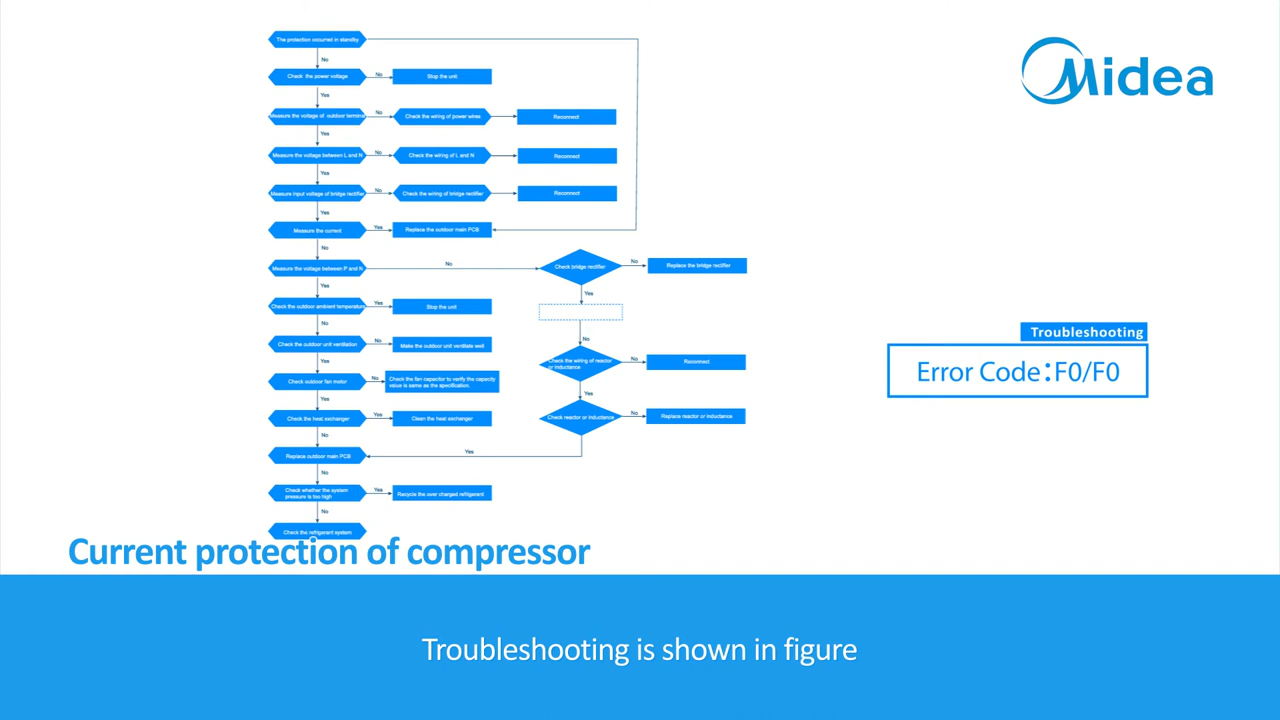 The protection occurred in standby
No
Check the power voltage
No
Stop the unit
Yes
Measure the voltage of outdoor termina
No
Check the wiring of power wires
Reconnect
Yes
Measure the voltage between L and N
No
Check the wiring of L and N
Reconnect
Yes
Measure input voltage of bridge rectifier
No
Check the wiring of bridge rectifier
Reconnect
Yes
Measure the current
Yes
Replace the outdoor main PCB
No
Measure the voltage between P and N
No
Check bridge rectifier
No
Replace the bridge rectifier
Yes
Yes
Check the outdoor ambient temperature
Yes
Stop the unit
No
No
Check the outdoor unit ventilation
No
Make the outdoor unit ventilate well
Check the wiring of reactor
or inductance
No
Reconnect
Yes
Check outdoor fan motor
No
Check the fan capacitor to verify the capacity
value is same as the specification.
Yes
Yes
Check the heat exchanger
Yes
Clean the heat exchanger
Check reactor or inductance
No
Replace reactor or inductance
No
Replace outdoor main PCB
Yes
No
Check whether the system
pressure is too high
Yes
Recycle the over charged refrigerant
No
Check the refrigerant system
Midea
Troubleshooting
Error Code:F0/F0
Current protection of compressor
Troubleshooting is shown in figure